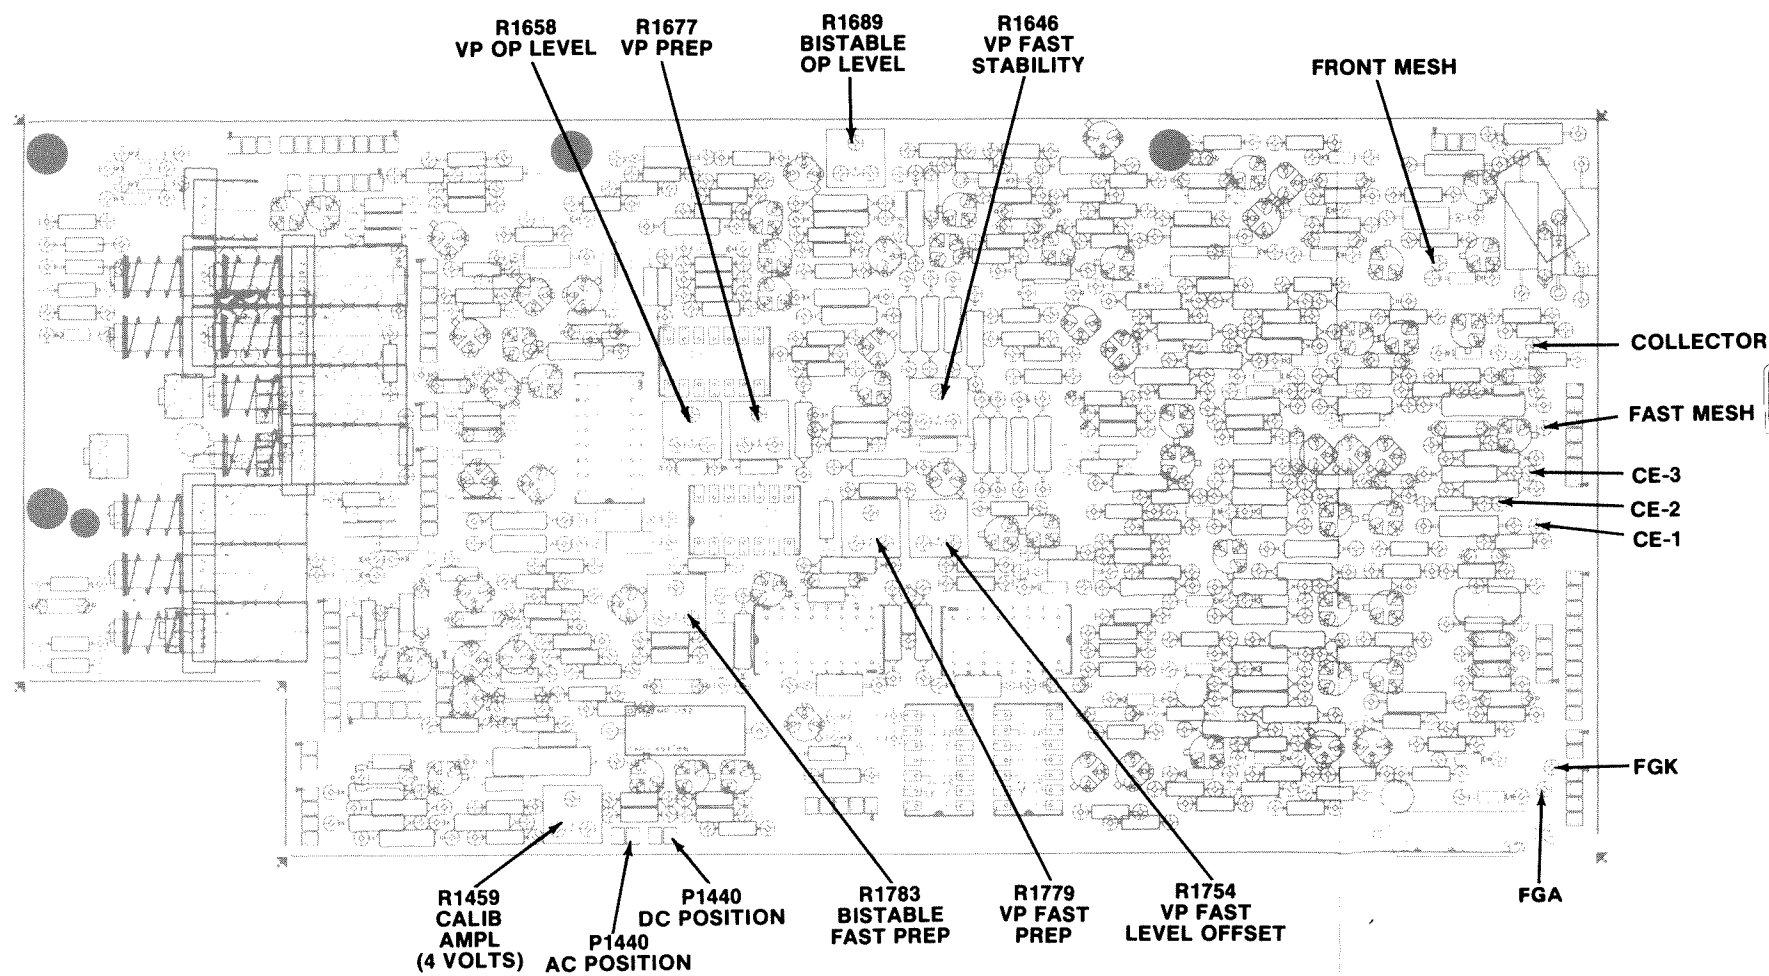 R1658
VP OP LEVEL
R1677
VP PREP
R1689
BISTABLE
OP LEVEL
R1646
VP FAST
STABILITY
FRONT MESH
COLLECTOR
FAST MESH
CE-3
CE-2
CE-1
FGK
FGA
R1459
CALIB
AMPL
(4 VOLTS)
P1440
AC POSITION
P1440
DC POSITION
R1783
BISTABLE
FAST PREP
R1779
VP FAST
PREP
R1754
VP FAST
LEVEL OFFSET